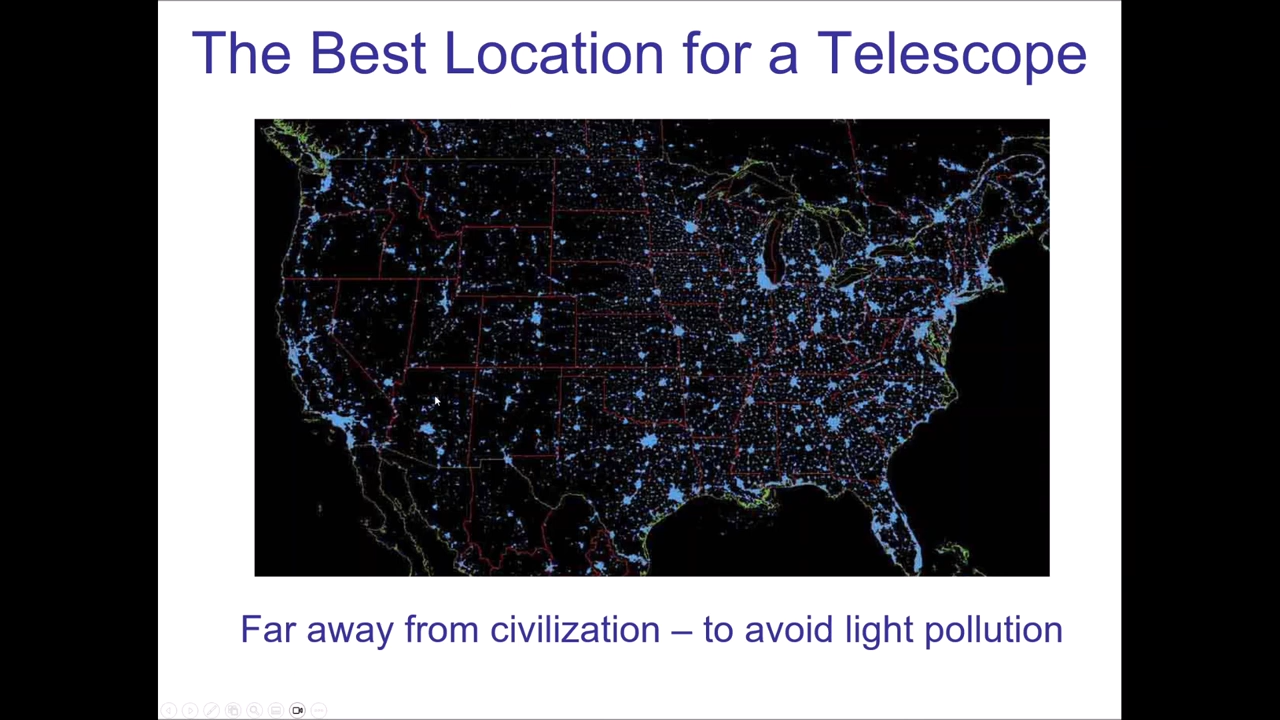 The Best Location for a Telescope
Far away from civilization – to avoid light pollution